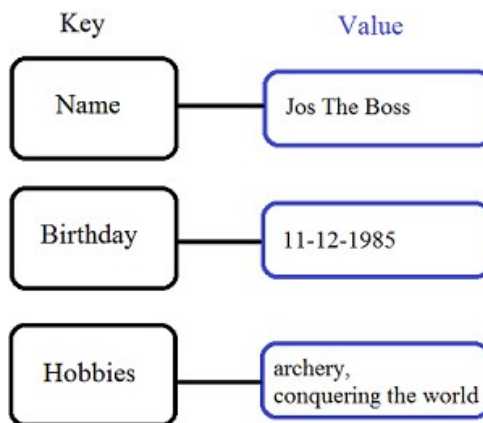 Key Value
Name Jos The Boss
Birthday 11-12-1985
Hobbies archery,
conquering the world